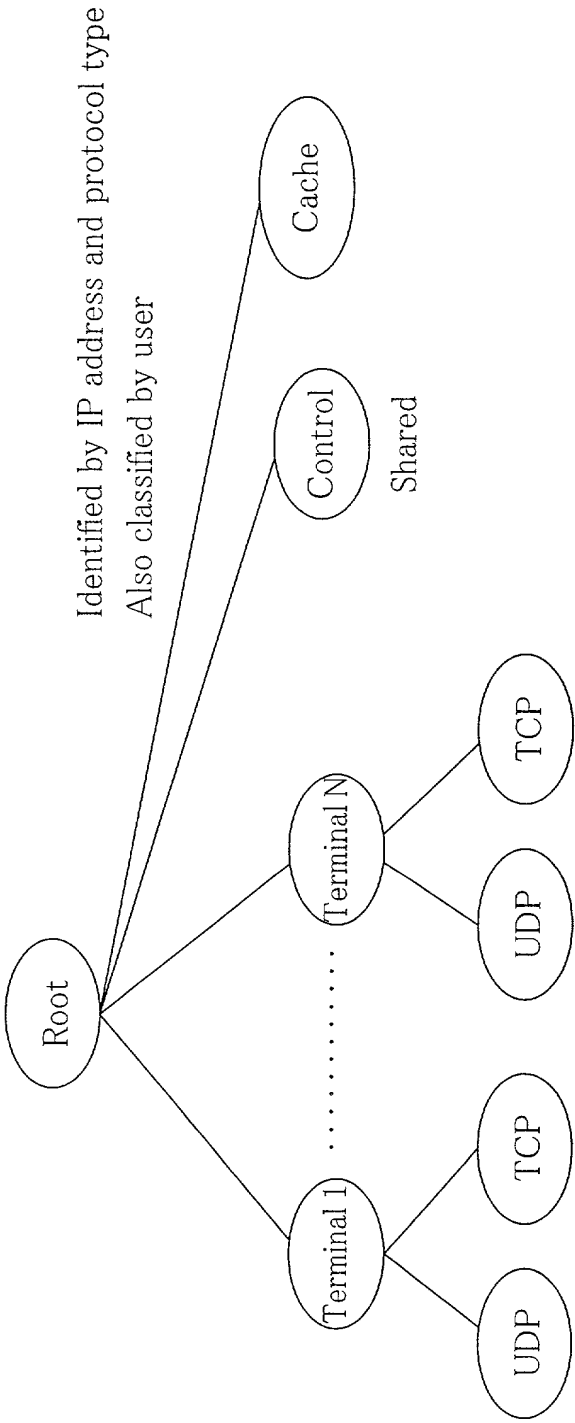 Identified by IP address and protocol type
Also classified by user
Root
Cache
Control
Shared
Terminal 1
. . . . . . . . . . .
Terminal N
UDP
TCP
UDP
TCP